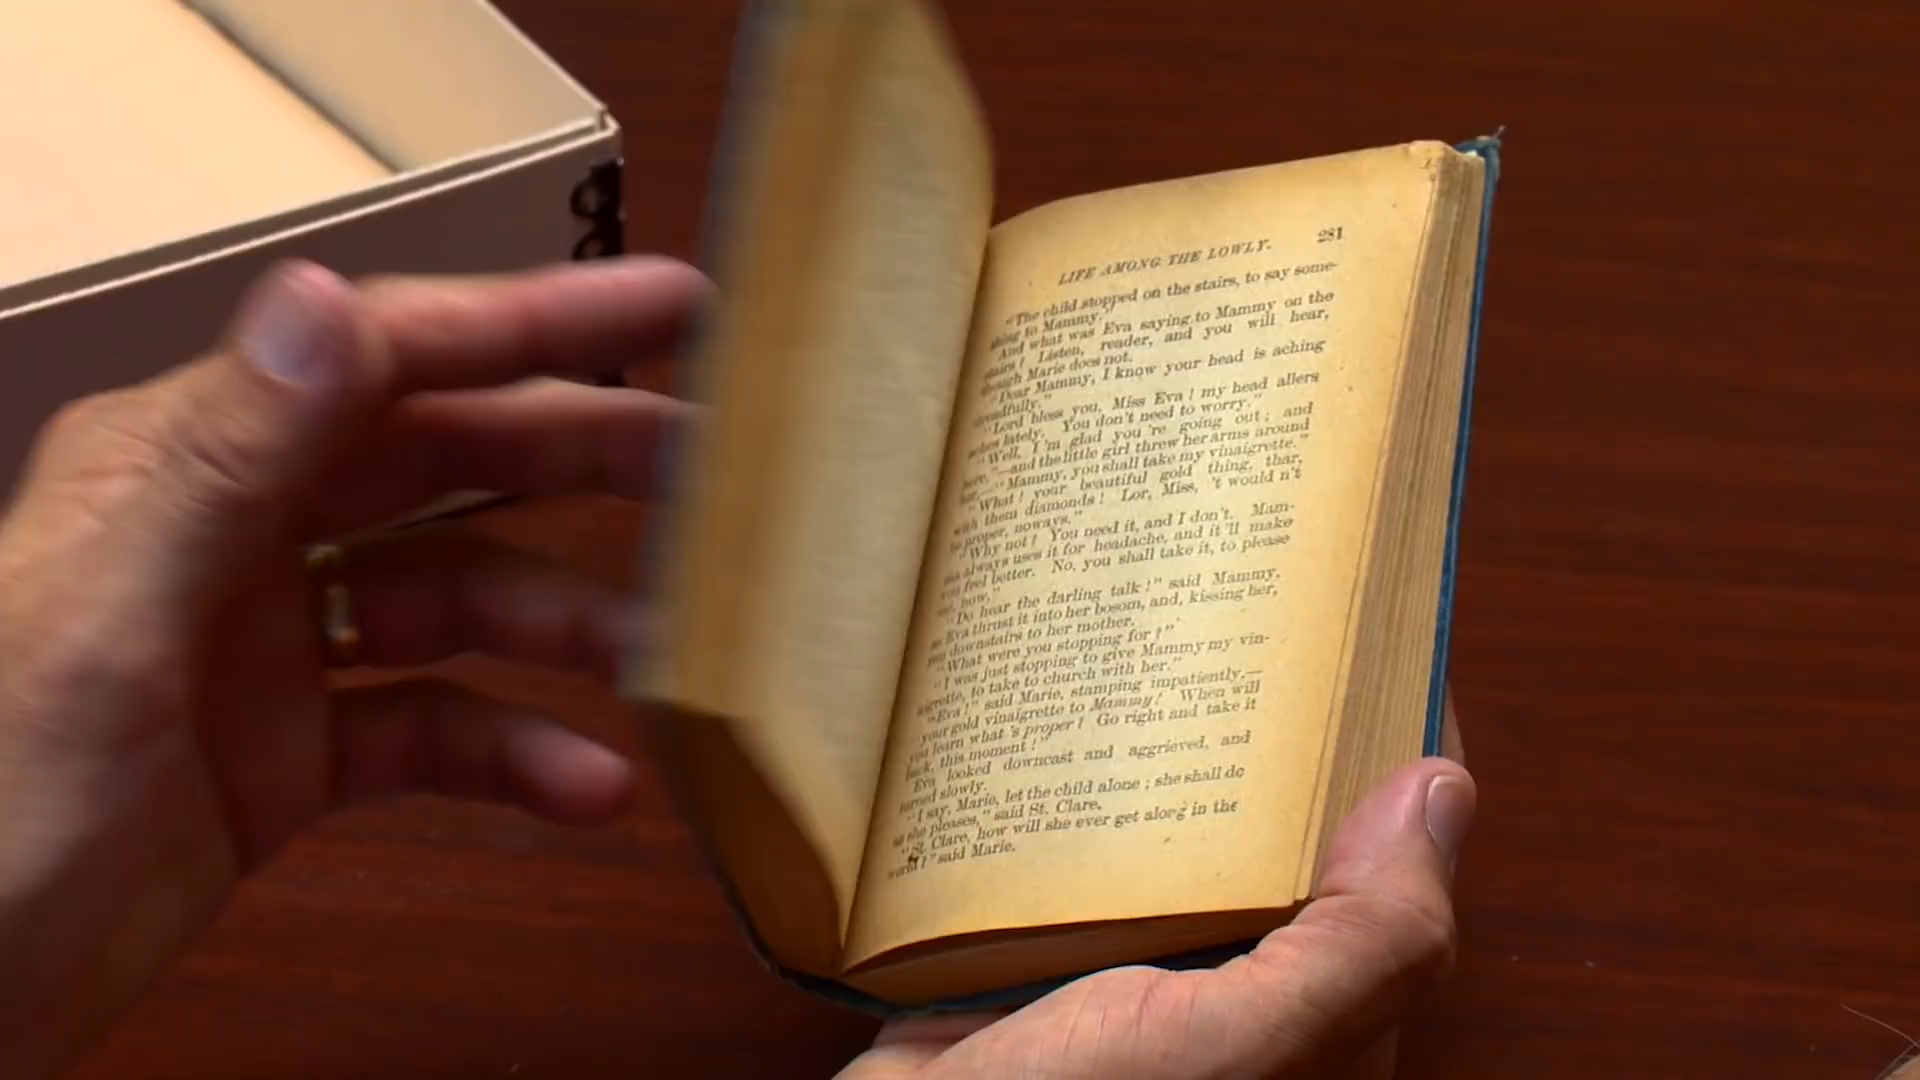 LIFE AMONG THE LOWLY. 281
"The child stopped on the stairs, to say some-
thing to Mammy."
And what was Eva saying to Mammy on the
stairs? Listen, reader, and you will hear,
though Marie does not.
"Dear Mammy, I know your head is aching
dreadfully."
"Lord bless you, Miss Eva! my head allers
aches lately. You don't need to worry."
"Well, I'm glad you 're going out; and
here,"—and the little girl threw her arms around
her,—"Mammy, you shall take my vinaigrette."
"What! your beautiful gold thing, thar,
with them diamonds! Lor, Miss, 't would n't
be proper, noways."
"Why not? You need it, and I don't. Mam-
ma always uses it for headache, and it 'll make
you feel better. No, you shall take it, to please
me, now."
"Do hear the darling talk!" said Mammy,
as Eva thrust it into her bosom, and, kissing her,
downstairs to her mother.
"What were you stopping for?"
"I was just stopping to give Mammy my vin-
aigrette, to take to church with her."
"Eva!" said Marie, stamping impatiently,—
"your gold vinaigrette to Mammy! When will
you learn what 's proper? Go right and take it
back, this moment!"
Eva looked downcast and aggrieved, and
turned slowly.
"I say, Marie, let the child alone; she shall do
as she pleases," said St. Clare.
"St. Clare, how will she ever get along in the
world?" said Marie.